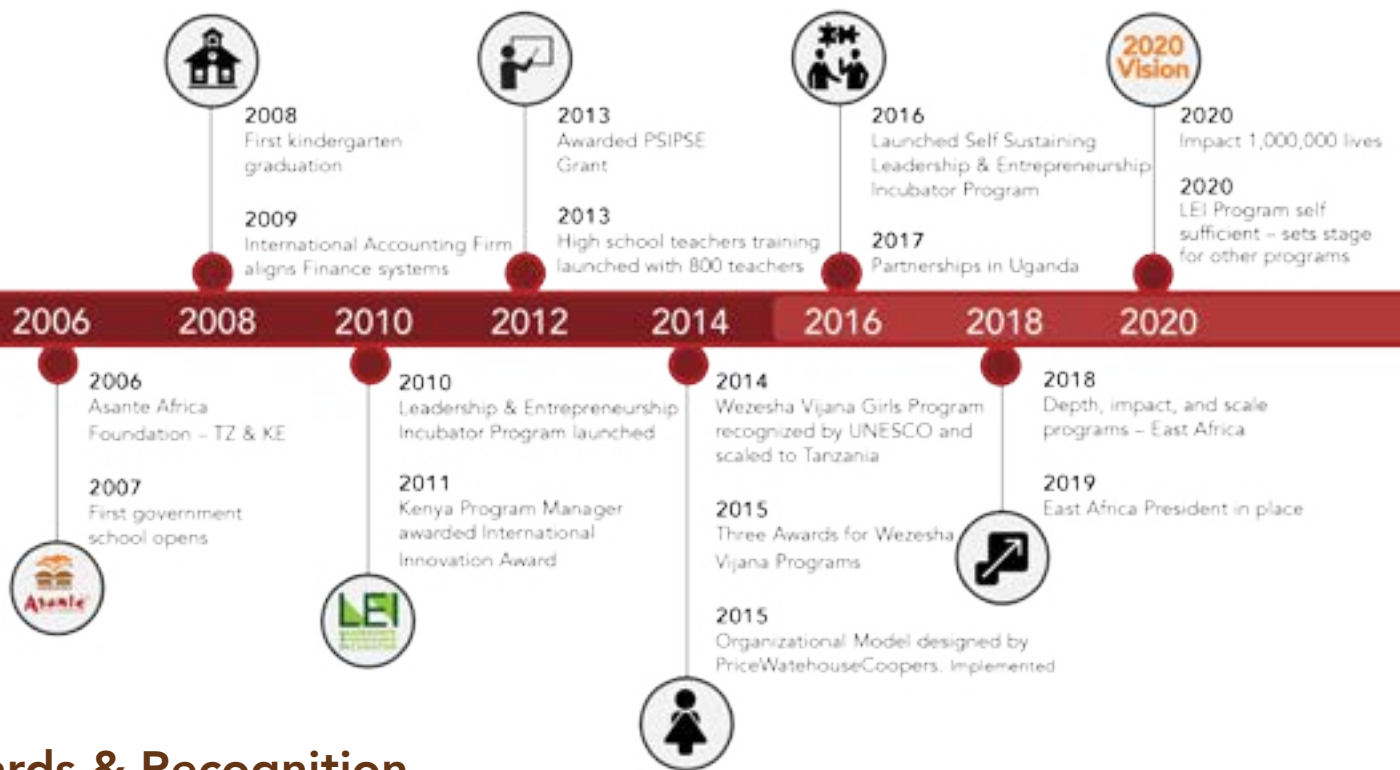 2020
Vision
2008
First kindergarten
graduation
2009
International Accounting Firm
aligns Finance systems
2013
Awarded PSIPSE
Grant
2013
High school teachers training
launched with 800 teachers
2016
Launched Self Sustaining
Leadership & Entrepreneurship
Incubator Program
2017
Partnerships in Uganda
2020
Impact 1,000,000 lives
2020
LEI Program self
sufficient – sets stage
for other programs
2006 2008 2010 2012 2014 2016 2018 2020
2006
Asante Africa
Foundation – TZ & KE
2007
First government
school opens
Asante
2010
Leadership & Entrepreneurship
Incubator Program launched
2011
Kenya Program Manager
awarded International
Innovation Award
LEI
2014
Wezesha Vijana Girls Program
recognized by UNESCO and
scaled to Tanzania
2015
Three Awards for Wezesha
Vijana Programs
2015
Organizational Model designed by
PriceWatehouseCoopers. Implemented
2018
Depth, impact, and scale
programs – East Africa
2019
East Africa President in place
& Recognition